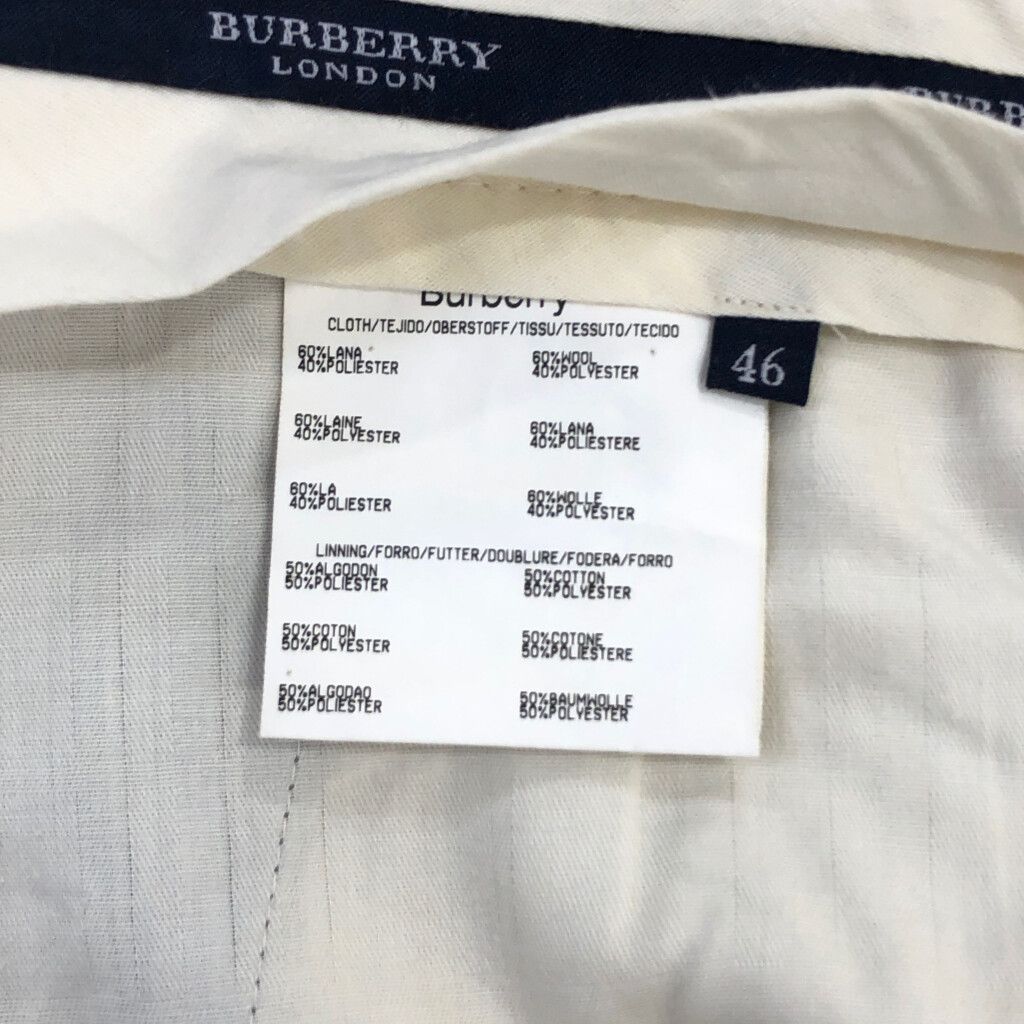 BURBERRY
LONDON
BURB
Burberry
CLOTH/TEJIDO/OBERSTOFF/TISSU/TESSUTO/TECIDO
60%LANA
40%POLIESTER
60%WOOL
40%POLYESTER
46
60%LAINE
40%POLYESTER
60%LANA
40%POLIESTERE
60%LA
40%POLIESTER
60%WOLLE
40%POLYESTER
LINNING/FORRO/FUTTER/DOUBLURE/FODERA/FORRO
50%ALGODON
50%POLIESTER
50%COTTON
50%POLYESTER
50%COTON
50%POLYESTER
50%COTONE
50%POLIESTERE
50%ALGODAO
50%POLIESTER
50%BAUMWOLLE
50%POLYESTER